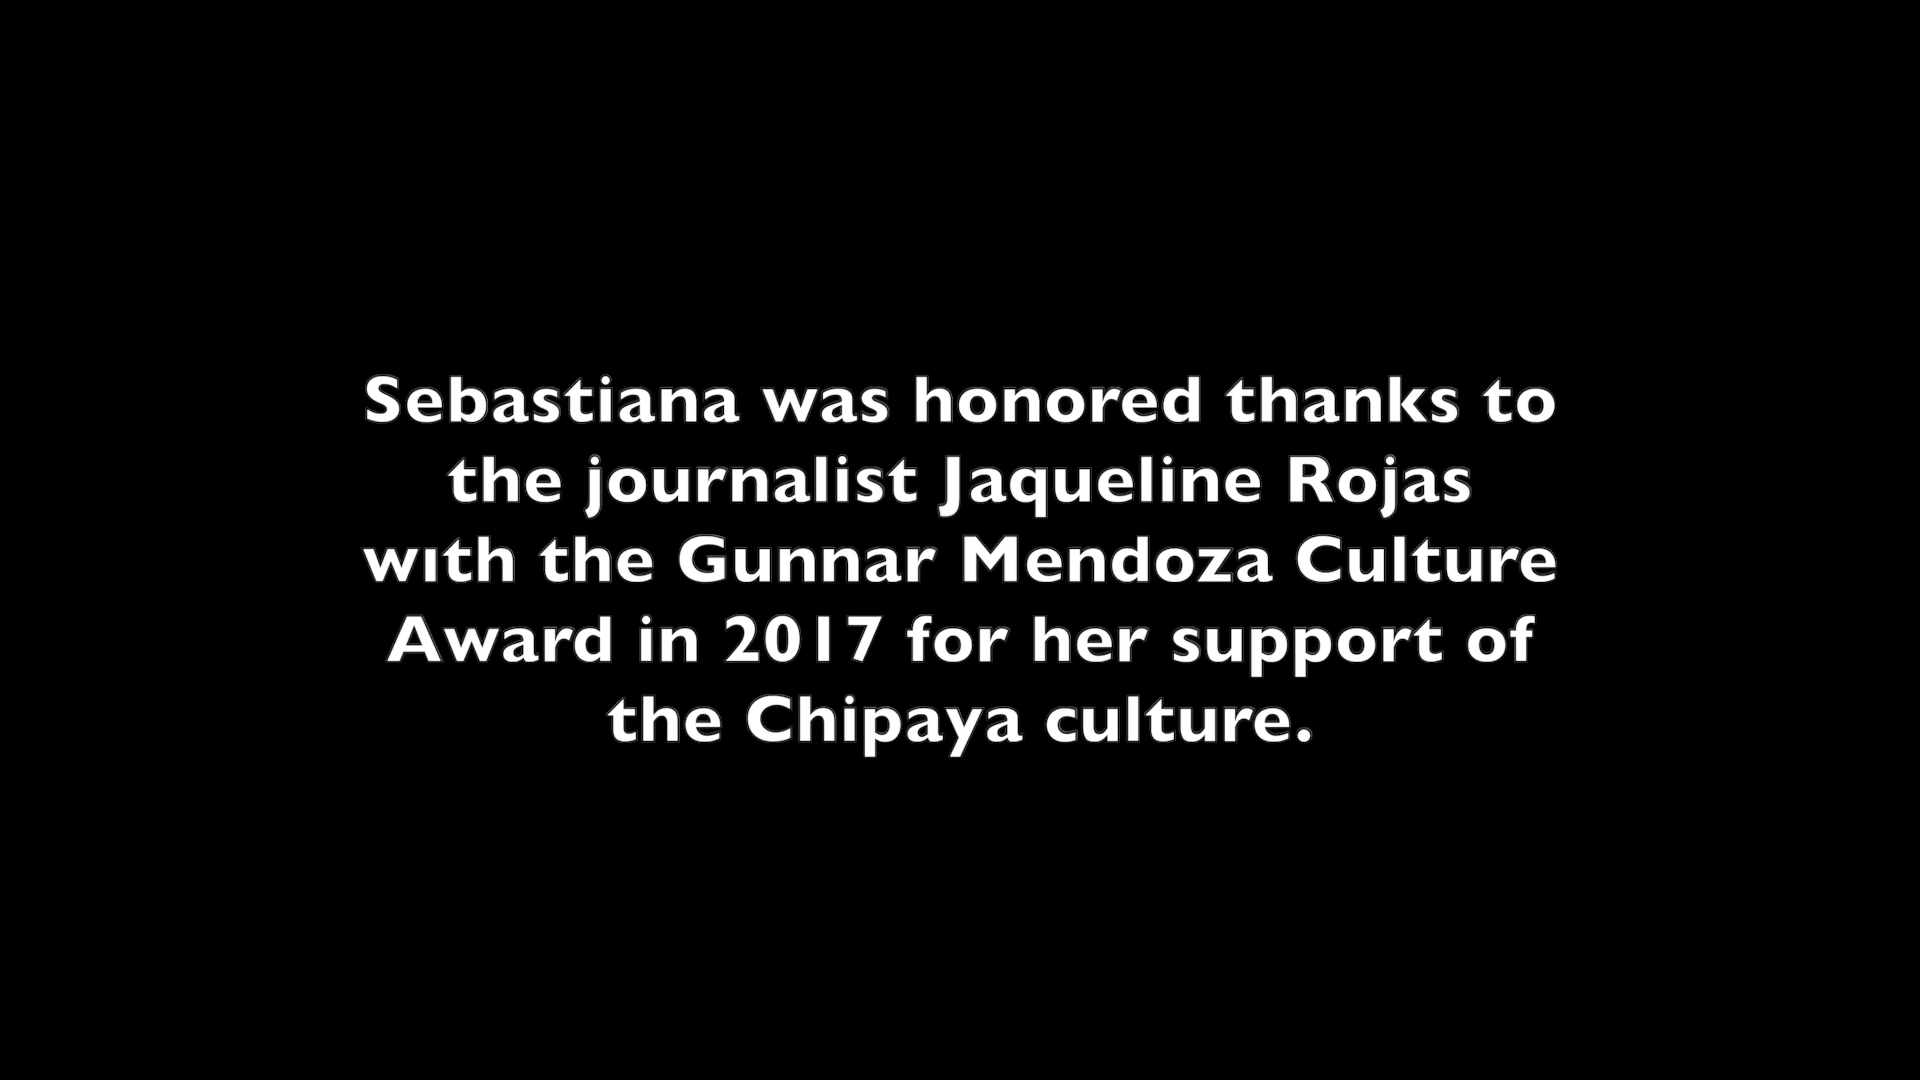 Sebastiana was honored thanks to
the journalist Jaqueline Rojas
wıth the Gunnar Mendoza Culture
Award in 2017 for her support of
the Chipaya culture.